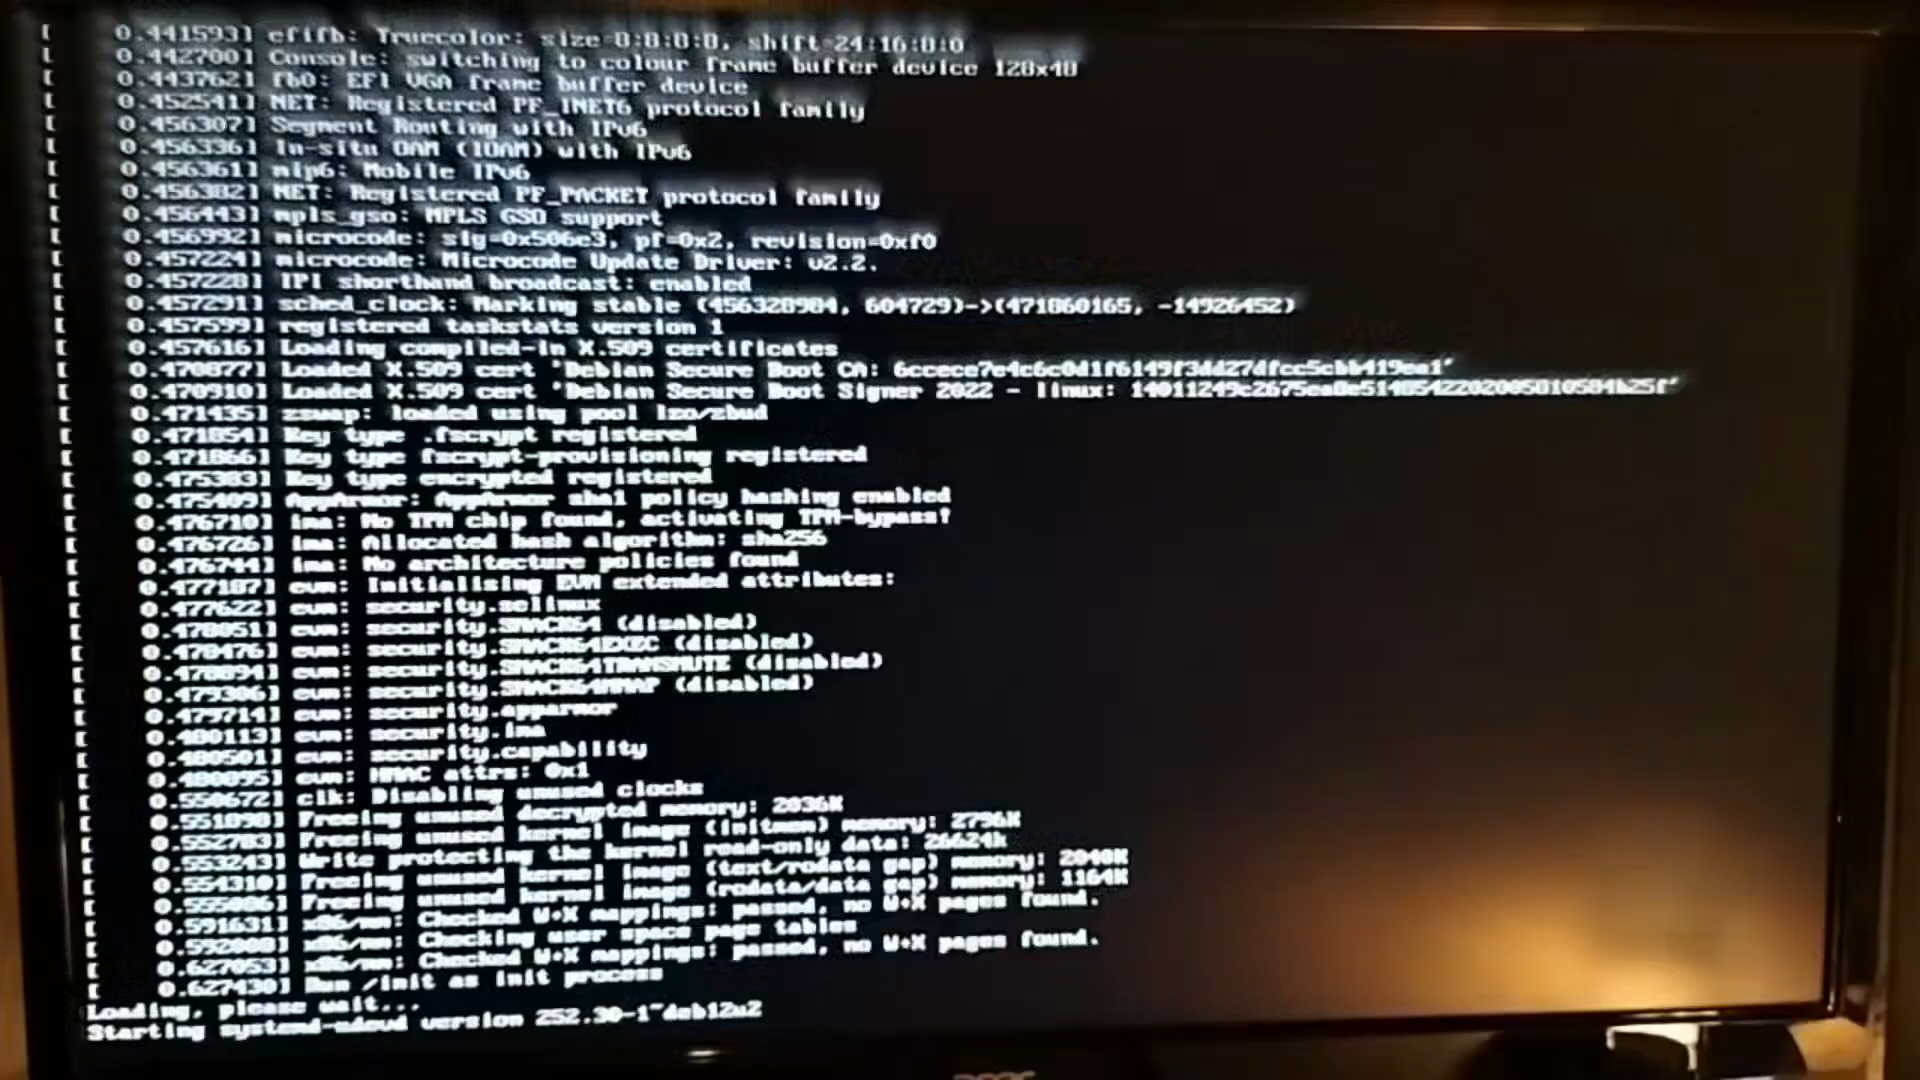 [    0.441593] efifb: Truecolor: size=8:8:8:8, shift=24:16:8:0
[    0.442700] Console: switching to colour frame buffer device 128x48
[    0.443762] fb0: EFI VGA frame buffer device
[    0.452541] NET: Registered PF_INET6 protocol family
[    0.456307] Segment Routing with IPv6
[    0.456336] In-situ OAM (IOAM) with IPv6
[    0.456361] mip6: Mobile IPv6
[    0.456382] NET: Registered PF_PACKET protocol family
[    0.456443] mpls_gso: MPLS GSO support
[    0.456992] microcode: sig=0x506e3, pf=0x2, revision=0xf0
[    0.457224] microcode: Microcode Update Driver: v2.2.
[    0.457228] IPI shorthand broadcast: enabled
[    0.457291] sched_clock: Marking stable (456328984, 604729)->(471860165, -14926452)
[    0.457599] registered taskstats version 1
[    0.457616] Loading compiled-in X.509 certificates
[    0.470877] Loaded X.509 cert 'Debian Secure Boot CA: 6ccece7e4c6c0d1f6149f3dd27dfcc5cbb419ea1'
[    0.470910] Loaded X.509 cert 'Debian Secure Boot Signer 2022 - linux: 14011249c2675ea8e5148542202005810584b25f'
[    0.471435] zswap: loaded using pool lzo/zbud
[    0.471854] Key type .fscrypt registered
[    0.471866] Key type fscrypt-provisioning registered
[    0.475383] Key type encrypted registered
[    0.475409] AppArmor: AppArmor sha1 policy hashing enabled
[    0.476710] ima: No TPM chip found, activating TPM-bypass!
[    0.476726] ima: Allocated hash algorithm: sha256
[    0.476744] ima: No architecture policies found
[    0.477187] evm: Initialising EVM extended attributes:
[    0.477622] evm: security.selinux
[    0.478051] evm: security.SMACK64 (disabled)
[    0.478476] evm: security.SMACK64EXEC (disabled)
[    0.478894] evm: security.SMACK64TRANSMUTE (disabled)
[    0.479306] evm: security.SMACK64MMAP (disabled)
[    0.479714] evm: security.apparmor
[    0.480113] evm: security.ima
[    0.480501] evm: security.capability
[    0.480895] evm: HMAC attrs: 0x1
[    0.550672] clk: Disabling unused clocks
[    0.551898] Freeing unused decrypted memory: 2036K
[    0.552783] Freeing unused kernel image (initmem) memory: 2796K
[    0.553243] Write protecting the kernel read-only data: 26624k
[    0.554310] Freeing unused kernel image (text/rodata gap) memory: 2040K
[    0.555086] Freeing unused kernel image (rodata/data gap) memory: 1164K
[    0.591631] x86/mm: Checked W+X mappings: passed, no W+X pages found.
[    0.592088] x86/mm: Checking user space page tables
[    0.627053] x86/mm: Checked W+X mappings: passed, no W+X pages found.
[    0.627430] Run /init as init process
Loading, please wait...
Starting systemd-udevd version 252.30-1~deb12u2